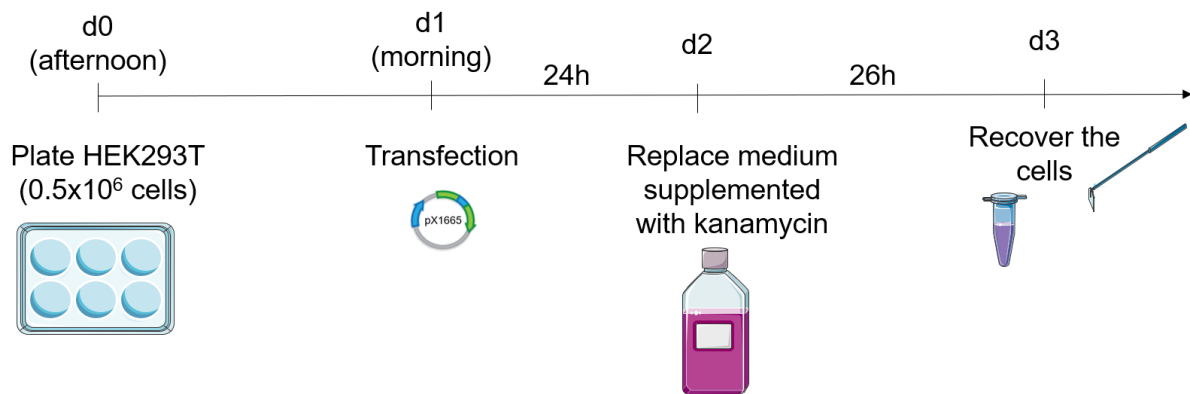 d0
(afternoon)
d1
(morning)
24h
d2
26h
d3
Plate HEK293T
(0.5x10⁶ cells)
Transfection
pX1665
Replace medium
supplemented
with kanamycin
Recover the
cells